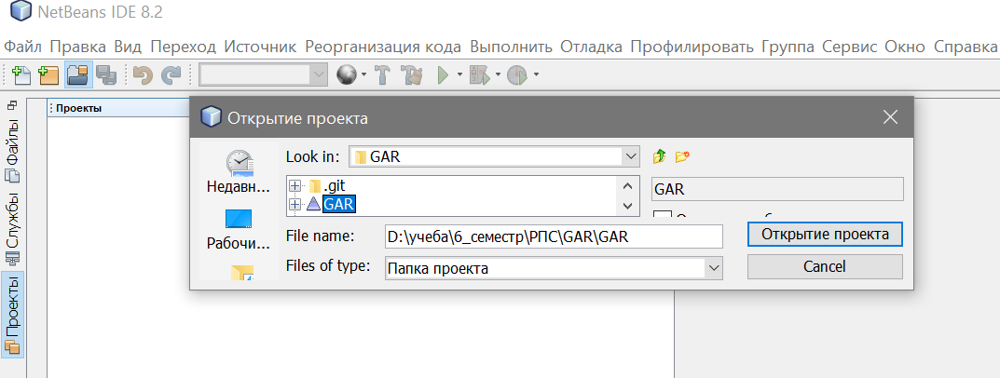 NetBeans IDE 8.2
Файл Правка Вид Переход Источник Реорганизация кода Выполнить Отладка Профилировать Группа Сервис Окно Справка
Файлы
Службы
Проекты
Проекты
Открытие проекта
Look in: GAR
Недавн...
Рабочи...
.git
GAR
GAR
File name: D:\учеба\6_семестр\РПС\GAR\GAR
Открытие проекта
Files of type: Папка проекта
Cancel